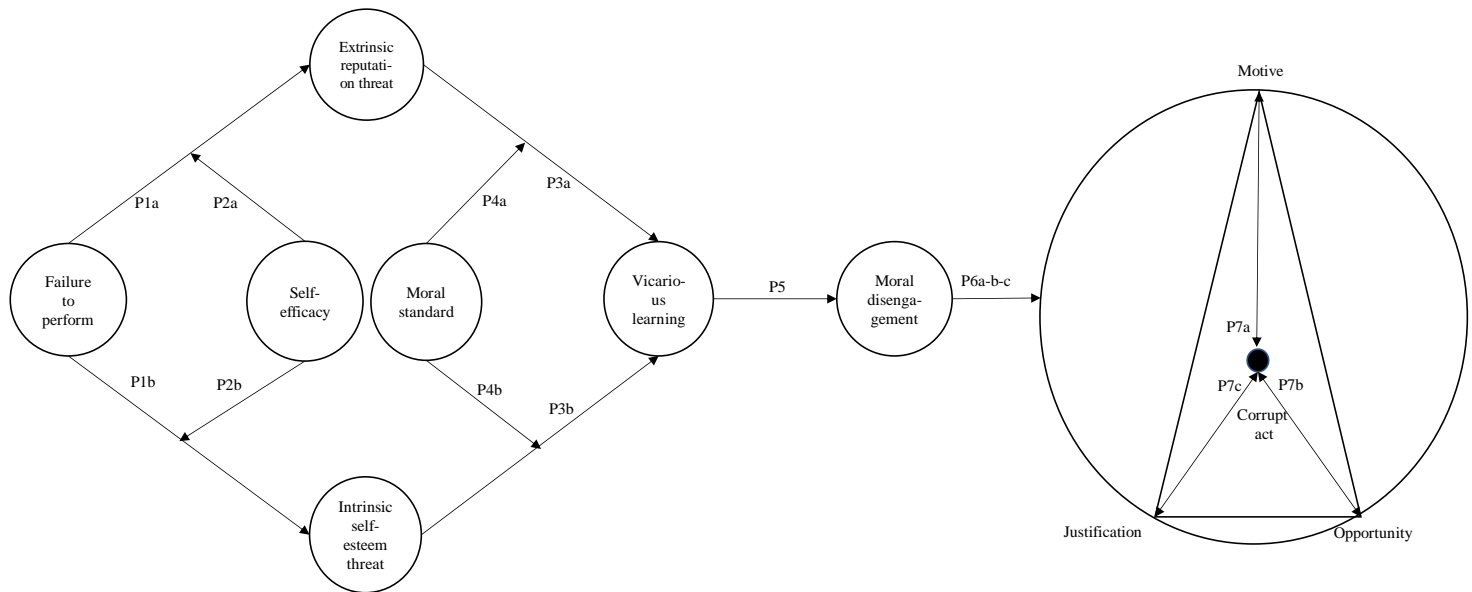 Extrinsic
reputati-
on threat
Motive
P1a
P2a
P4a
P3a
Failure
to
perform
Self-
efficacy
Moral
standard
Vicario-
us
learning
P5
Moral
disenga-
gement
P6a-b-c
P7a
P7c
P7b
Corrupt
act
P1b
P2b
P4b
P3b
Intrinsic
self-
esteem
threat
Justification
Opportunity